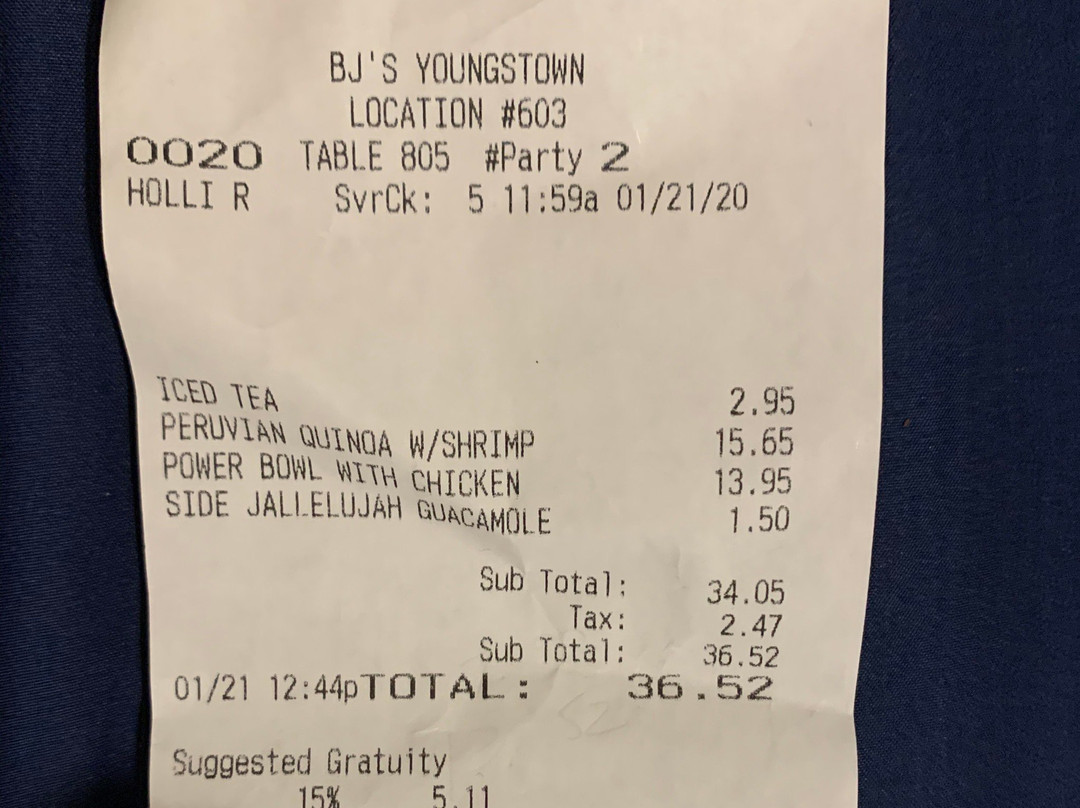 BJ'S YOUNGSTOWN
LOCATION #603
0020 TABLE 805 #Party 2
HOLLI R SvrCk: 5 11:59a 01/21/20
ICED TEA 2.95
PERUVIAN QUINOA W/SHRIMP 15.65
POWER BOWL WITH CHICKEN 13.95
SIDE JALLELUJAH GUACAMOLE 1.50
Sub Total: 34.05
Tax: 2.47
Sub Total: 36.52
01/21 12:44pTOTAL: 36.52
Suggested Gratuity
15% 5.11